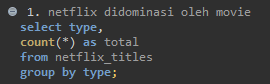 1. netflix didominasi oleh movie
select type,
count(*) as total
from netflix_titles
group by type;